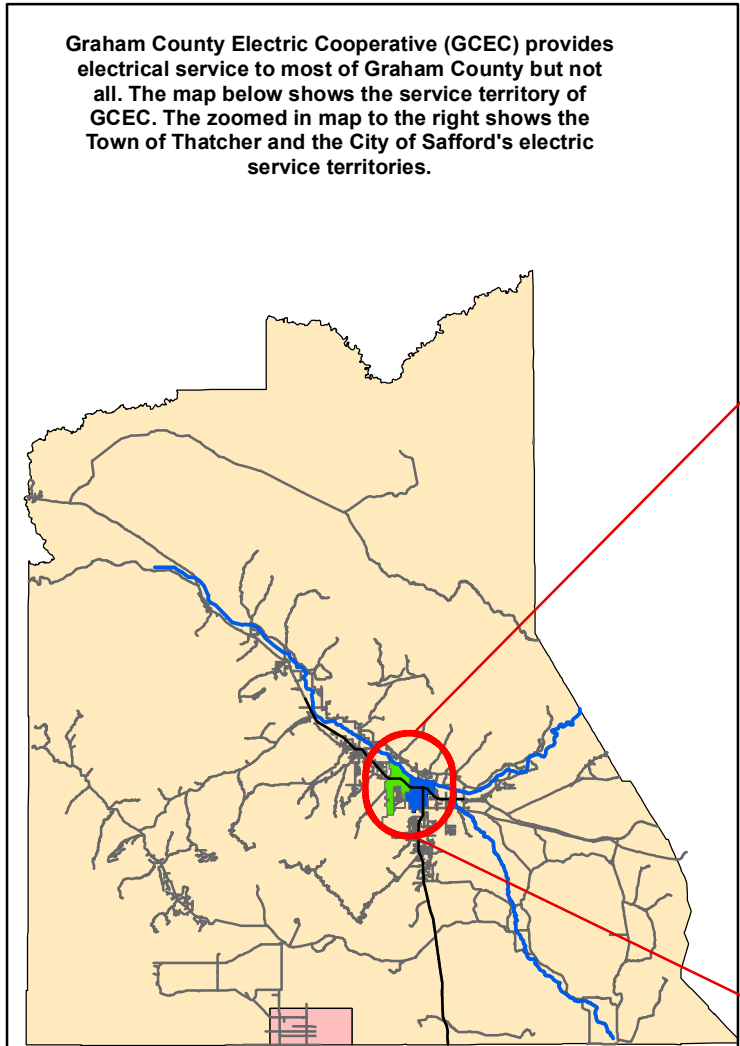 Graham County Electric Cooperative (GCEC) provides
electrical service to most of Graham County but not
all. The map below shows the service territory of
GCEC. The zoomed in map to the right shows the
Town of Thatcher and the City of Safford's electric
service territories.